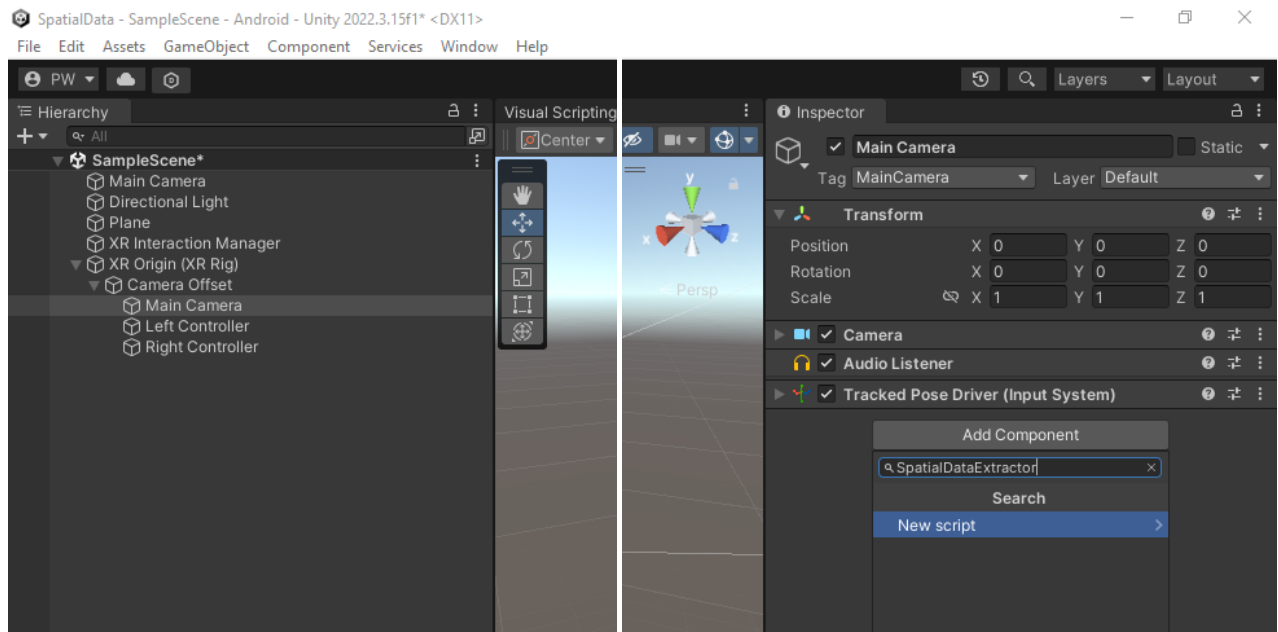 SpatialData - SampleScene - Android - Unity 2022.3.15f1* <DX11>
File Edit Assets GameObject Component Services Window Help
PW
Layers
Layout
Hierarchy
All
SampleScene*
Main Camera
Directional Light
Plane
XR Interaction Manager
XR Origin (XR Rig)
Camera Offset
Main Camera
Left Controller
Right Controller
Visual Scripting
Center
y
x
z
Persp
Inspector
Main Camera
Static
Tag MainCamera
Layer Default
Transform
Position X 0 Y 0 Z 0
Rotation X 0 Y 0 Z 0
Scale X 1 Y 1 Z 1
Camera
Audio Listener
Tracked Pose Driver (Input System)
Add Component
SpatialDataExtractor
Search
New script